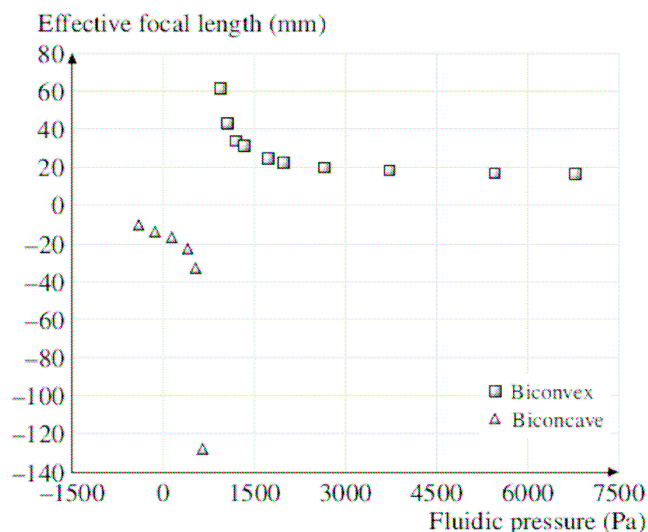 Effective focal length (mm)
80
60
40
20
0
−20
−40
−60
−80
−100
−120
−140
Biconvex
Biconcave
−1500 0 1500 3000 4500 6000 7500
Fluidic pressure (Pa)